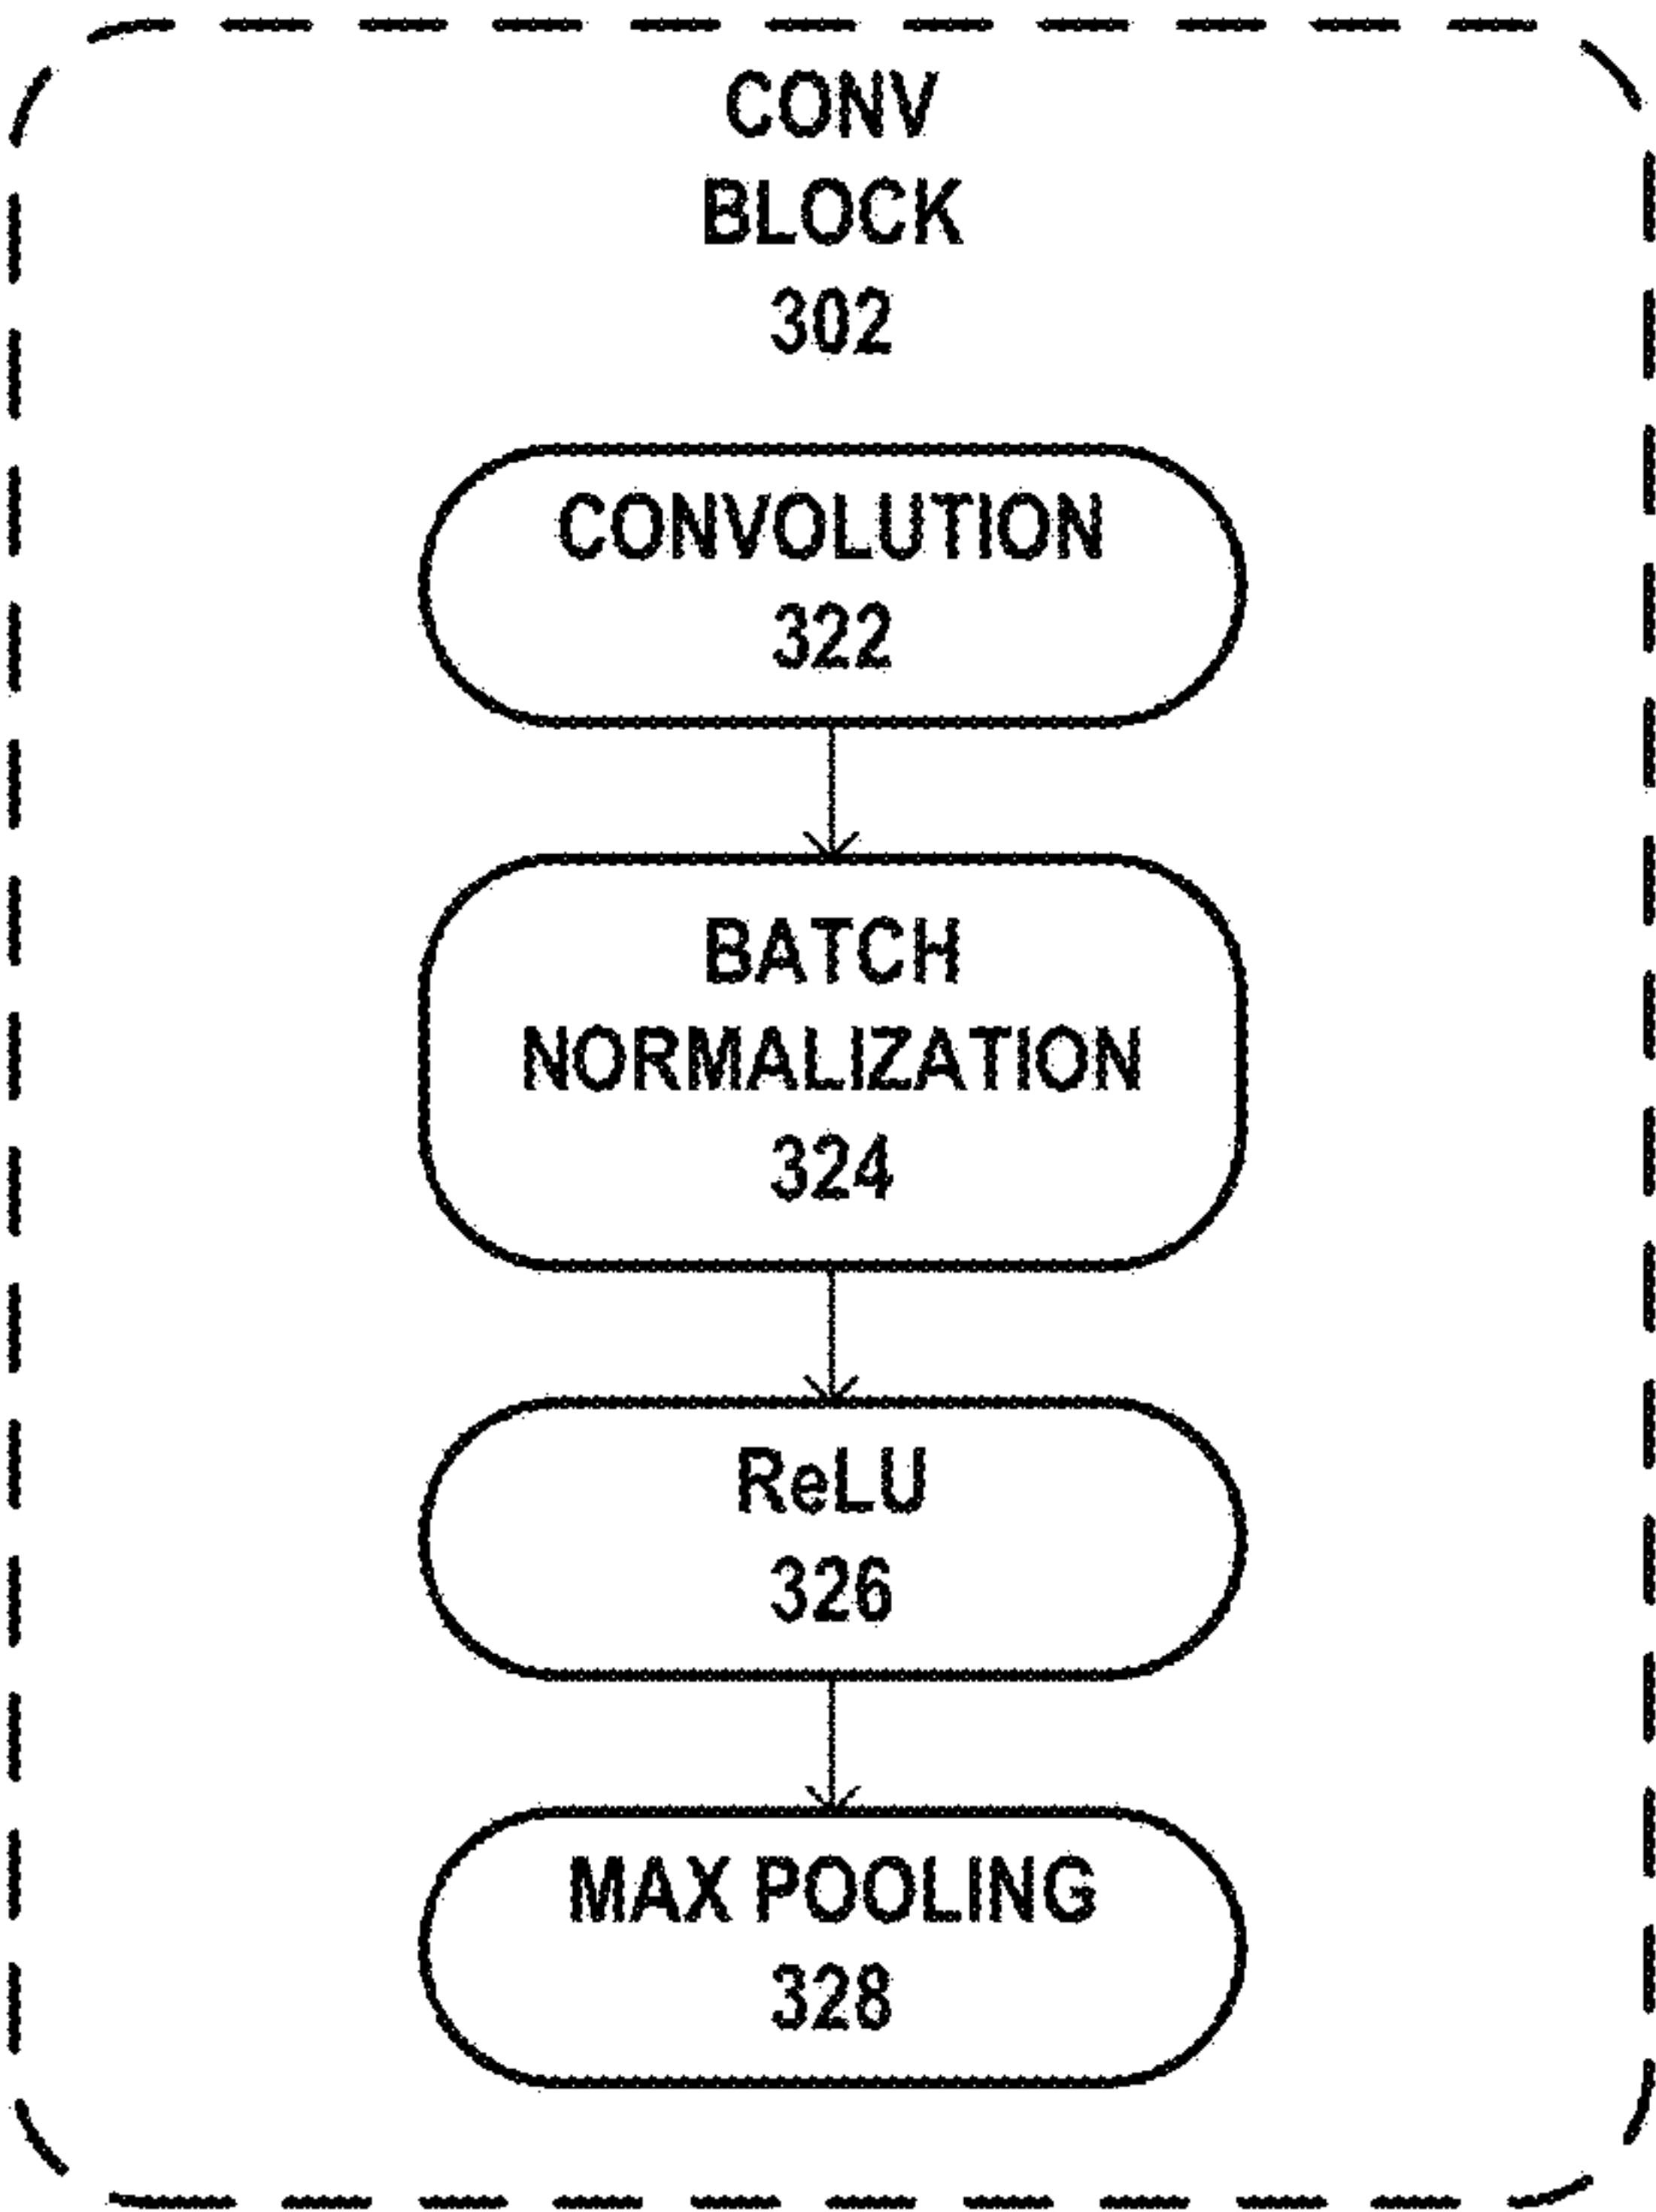 CONV
BLOCK
302
CONVOLUTION
322
BATCH
NORMALIZATION
324
ReLU
326
MAX POOLING
328